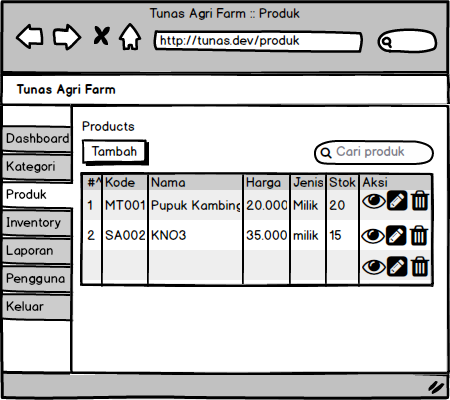 Tunas Agri Farm :: Produk
http://tunas.dev/produk
Tunas Agri Farm
Dashboard
Kategori
Produk
Inventory
Laporan
Pengguna
Keluar
Products
Tambah
Cari produk
#^ Kode Nama Harga Jenis Stok Aksi
1 MT001 Pupuk Kambing 20.000 Milik 20
2 SA002 KNO3 35.000 milik 15